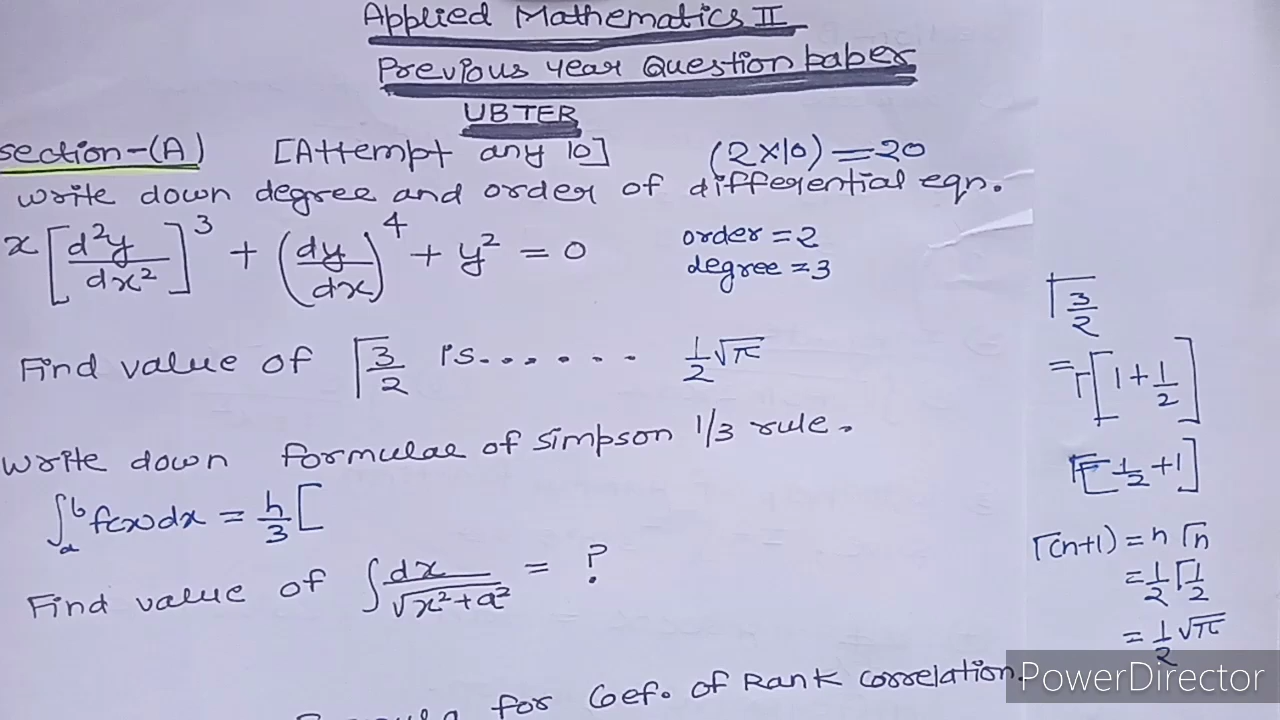 Applied Mathematics II
Previous year Question paper
UBTER
section-(A) [Attempt any 10] (2×10)=20
write down degree and order of differential eqn.
x[d²y/dx²]³ + (dy/dx)⁴ + y² = 0
order = 2
degree = 3
Find value of Γ3/2 is....... 1/2 √π
write down formulae of simpson 1/3 rule.
∫ₐᵇ f(x)dx = h/3 [
Find value of ∫ dx/√x²+a² = ?
for Coef. of Rank correlation.
Γ3/2
= Γ[1+1/2]
Γ[1/2+1]
Γ(n+1) = n Γn
= 1/2 Γ1/2
= 1/2 √π
PowerDirector